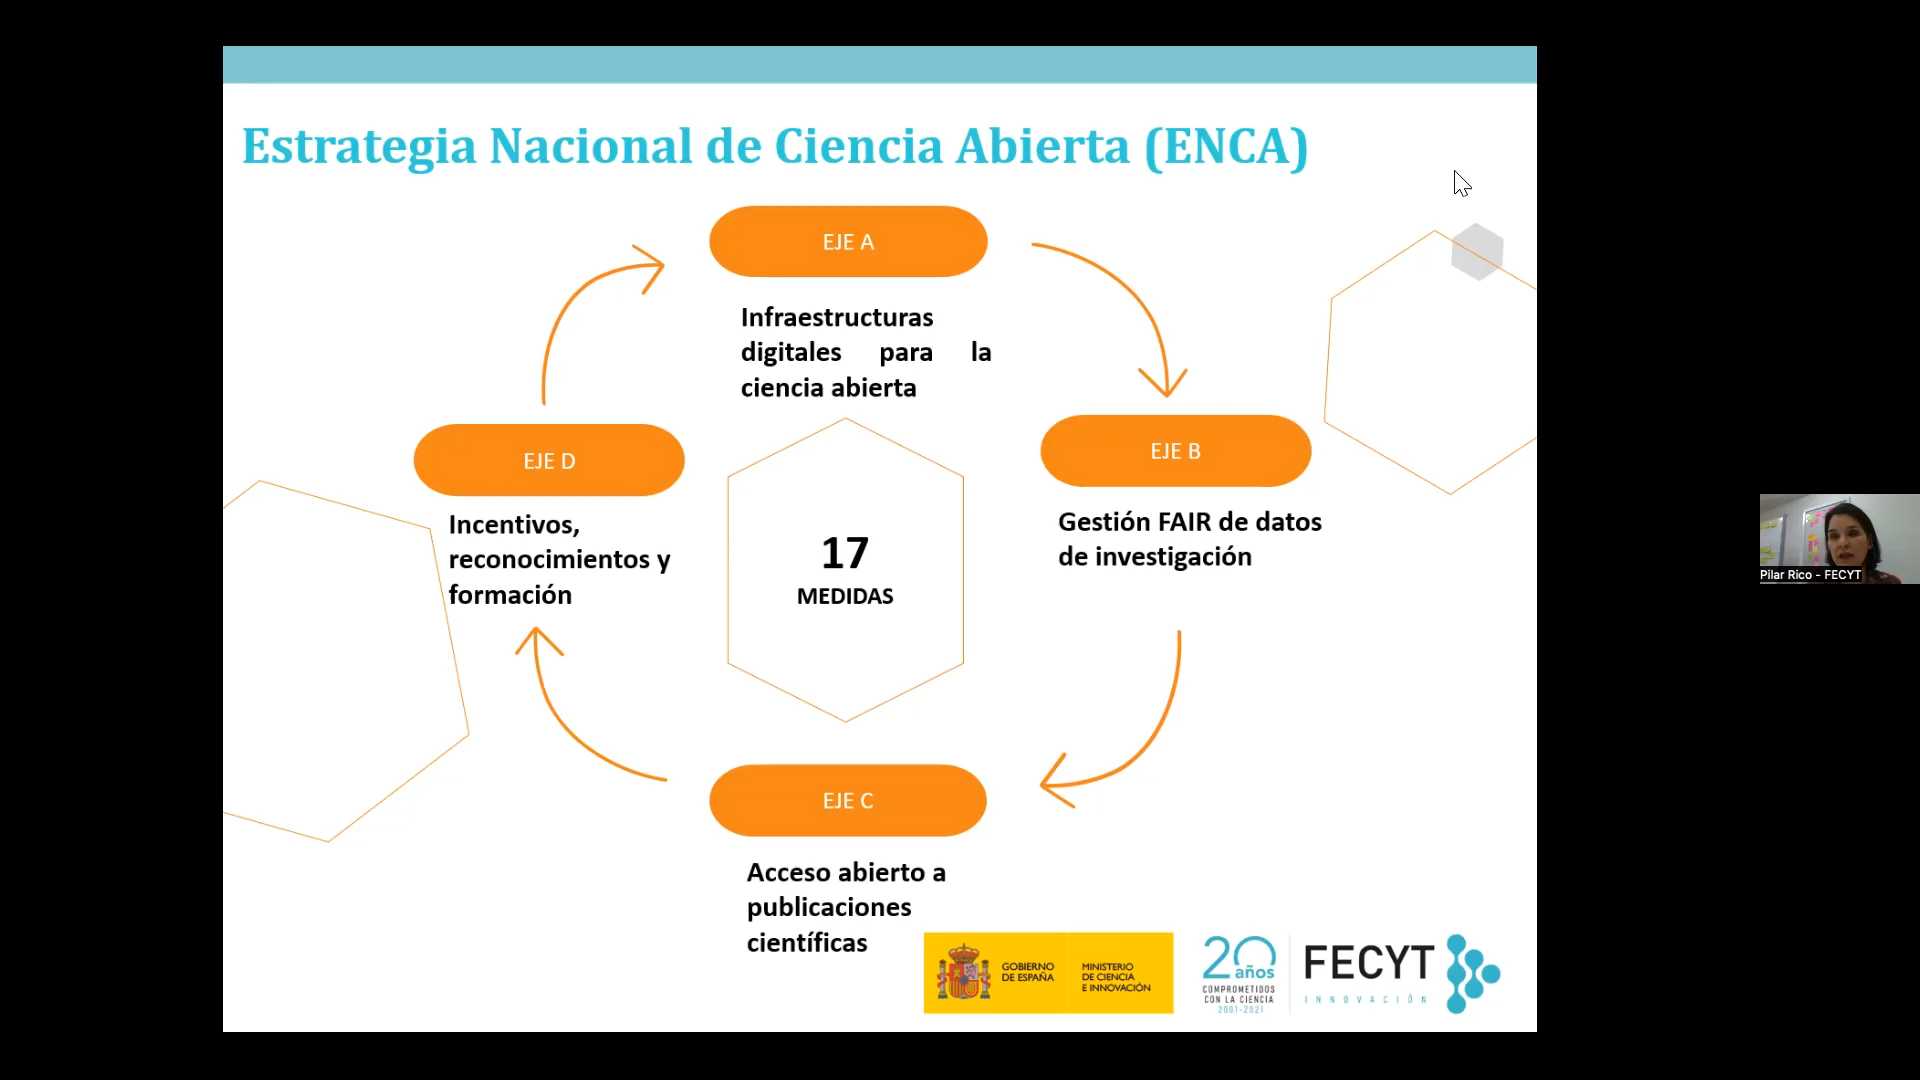 Estrategia Nacional de Ciencia Abierta (ENCA)
EJE A
Infraestructuras
digitales para la
ciencia abierta
EJE B
Gestión FAIR de datos
de investigación
EJE D
Incentivos,
reconocimientos y
formación
17
MEDIDAS
EJE C
Acceso abierto a
publicaciones
científicas
GOBIERNO
DE ESPAÑA
MINISTERIO
DE CIENCIA
E INNOVACIÓN
20
años
COMPROMETIDOS
CON LA CIENCIA
2001-2021
FECYT
INNOVACIÓN
Pilar Rico - FECYT